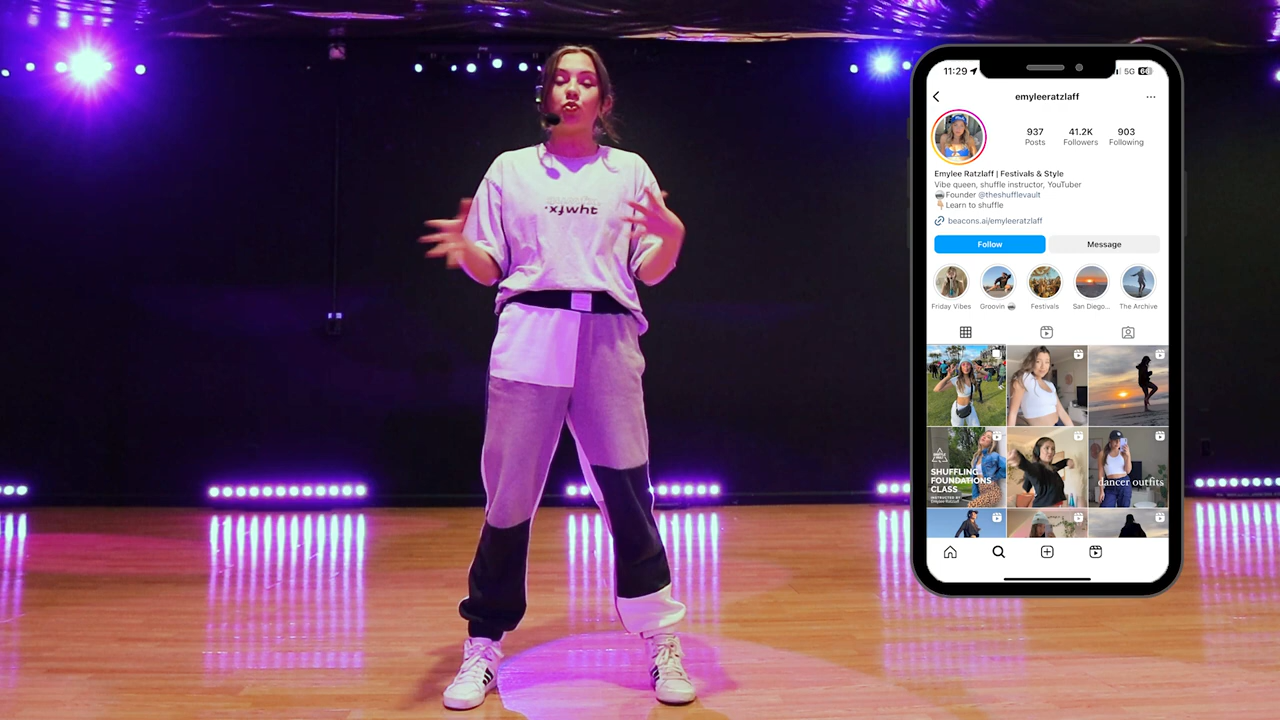 11:29
5G
emyleeratzlaff
937
41.2K
903
Posts
Followers
Following
Emylee Ratzlaff | Festivals & Style
Vibe queen, shuffle instructor, YouTuber
Founder @theshufflevault
Learn to shuffle
beacons.ai/emyleeratzlaff
Follow
Message
Friday Vibes
Groovin
Festivals
San Diego...
The Archive
SHUFFLING
FOUNDATIONS
CLASS
dancer outfits